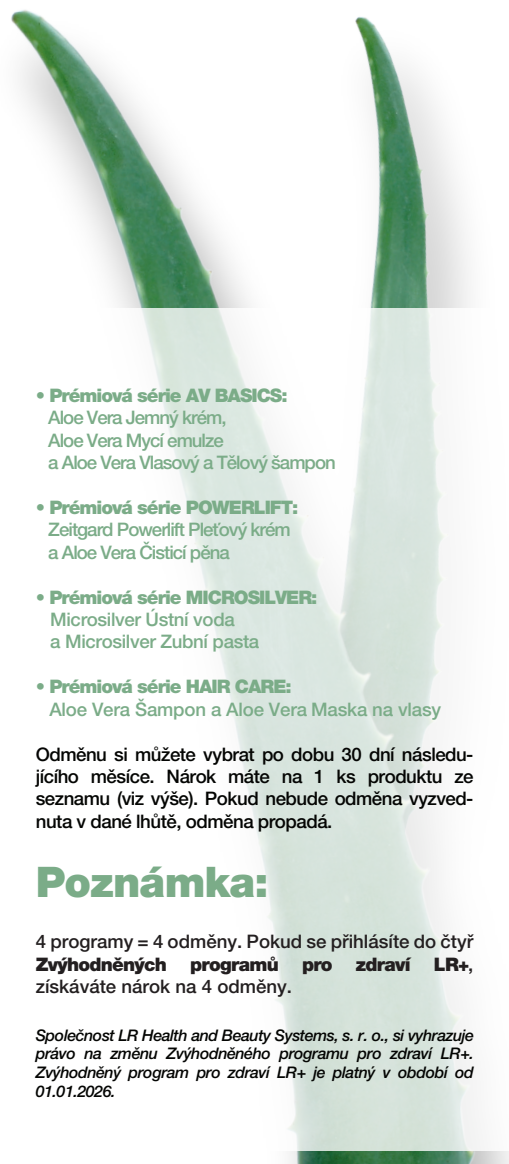 • Prémiová série AV BASICS:
Aloe Vera Jemný krém,
Aloe Vera Mycí emulze
a Aloe Vera Vlasový a Tělový šampon
• Prémiová série POWERLIFT:
Zeitgard Powerlift Pleťový krém
a Aloe Vera Čisticí pěna
• Prémiová série MICROSILVER:
Microsilver Ústní voda
a Microsilver Zubní pasta
• Prémiová série HAIR CARE:
Aloe Vera Šampon a Aloe Vera Maska na vlasy
Odměnu si můžete vybrat po dobu 30 dní následu-
jícího měsíce. Nárok máte na 1 ks produktu ze
seznamu (viz výše). Pokud nebude odměna vyzved-
nuta v dané lhůtě, odměna propadá.
Poznámka:
4 programy = 4 odměny. Pokud se přihlásíte do čtyř
Zvýhodněných programů pro zdraví LR+,
získáváte nárok na 4 odměny.
Společnost LR Health and Beauty Systems, s. r. o., si vyhrazuje
právo na změnu Zvýhodněného programu pro zdraví LR+.
Zvýhodněný program pro zdraví LR+ je platný v období od
01.01.2026.